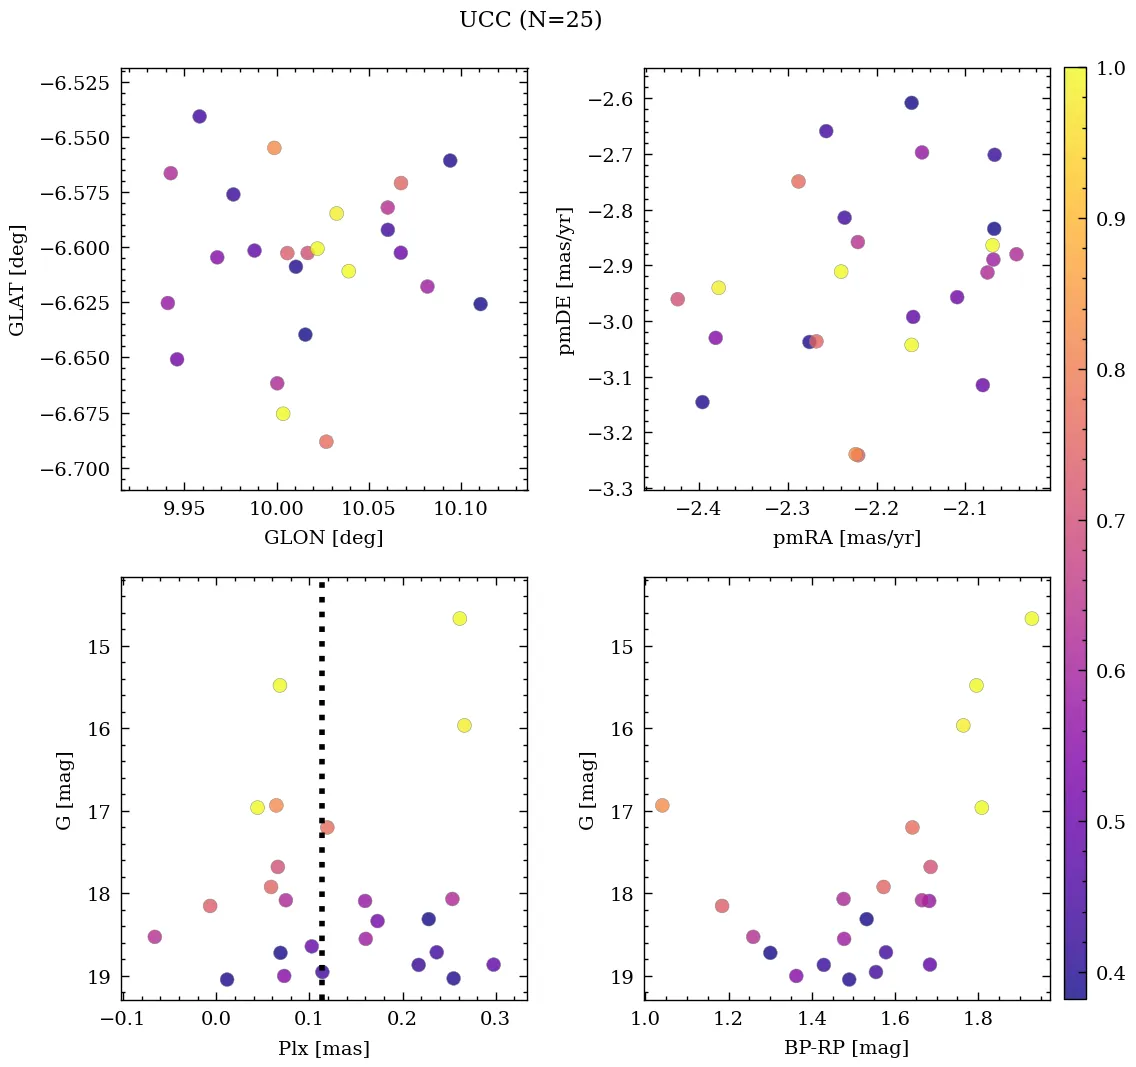 UCC (N=25)
−6.525
−6.550
−6.575
−6.600
−6.625
−6.650
−6.675
−6.700
GLAT [deg]
9.95 10.00 10.05 10.10
GLON [deg]
−2.6
−2.7
−2.8
−2.9
−3.0
−3.1
−3.2
−3.3
pmDE [mas/yr]
−2.4 −2.3 −2.2 −2.1
pmRA [mas/yr]
15
16
17
18
19
G [mag]
−0.1 0.0 0.1 0.2 0.3
Plx [mas]
15
16
17
18
19
G [mag]
1.0 1.2 1.4 1.6 1.8
BP-RP [mag]
1.0
0.9
0.8
0.7
0.6
0.5
0.4